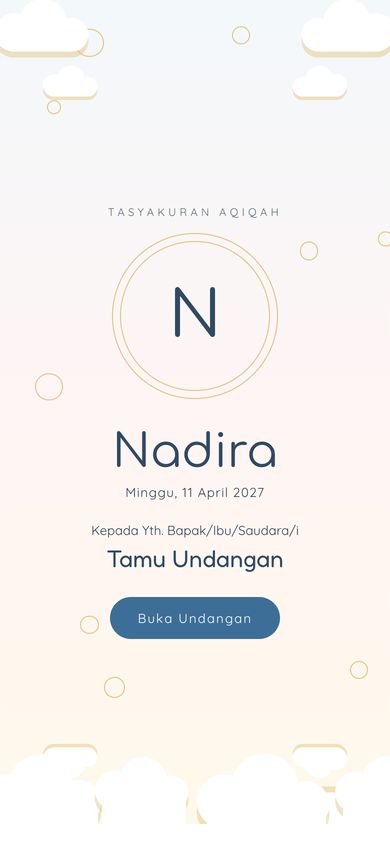 TASYAKURAN AQIQAH
N
Nadira
Minggu, 11 April 2027
Kepada Yth. Bapak/Ibu/Saudara/i
Tamu Undangan
Buka Undangan